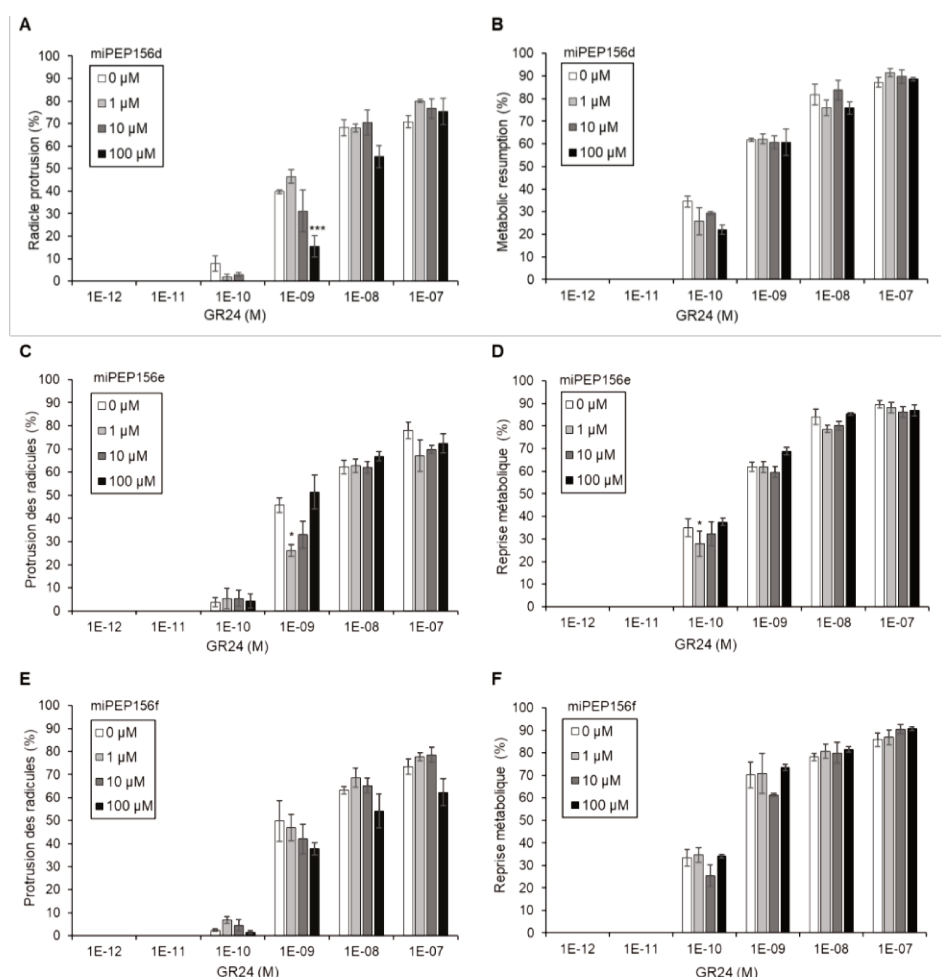 A
miPEP156d
0 µM
1 µM
10 µM
100 µM
Radicle protrusion (%)
100
90
80
70
60
50
40
30
20
10
0
***
1E-12 1E-11 1E-10 1E-09 1E-08 1E-07
GR24 (M)
B
miPEP156d
0 µM
1 µM
10 µM
100 µM
Metabolic resumption (%)
100
90
80
70
60
50
40
30
20
10
0
1E-12 1E-11 1E-10 1E-09 1E-08 1E-07
GR24 (M)
C
miPEP156e
0 µM
1 µM
10 µM
100 µM
Protrusion des radicules (%)
100
90
80
70
60
50
40
30
20
10
0
*
1E-12 1E-11 1E-10 1E-09 1E-08 1E-07
GR24 (M)
D
miPEP156e
0 µM
1 µM
10 µM
100 µM
Reprise métabolique (%)
100
90
80
70
60
50
40
30
20
10
0
*
1E-12 1E-11 1E-10 1E-09 1E-08 1E-07
GR24 (M)
E
miPEP156f
0 µM
1 µM
10 µM
100 µM
Protrusion des radicules (%)
100
90
80
70
60
50
40
30
20
10
0
1E-12 1E-11 1E-10 1E-09 1E-08 1E-07
GR24 (M)
F
miPEP156f
0 µM
1 µM
10 µM
100 µM
Reprise métabolique (%)
100
90
80
70
60
50
40
30
20
10
0
1E-12 1E-11 1E-10 1E-09 1E-08 1E-07
GR24 (M)